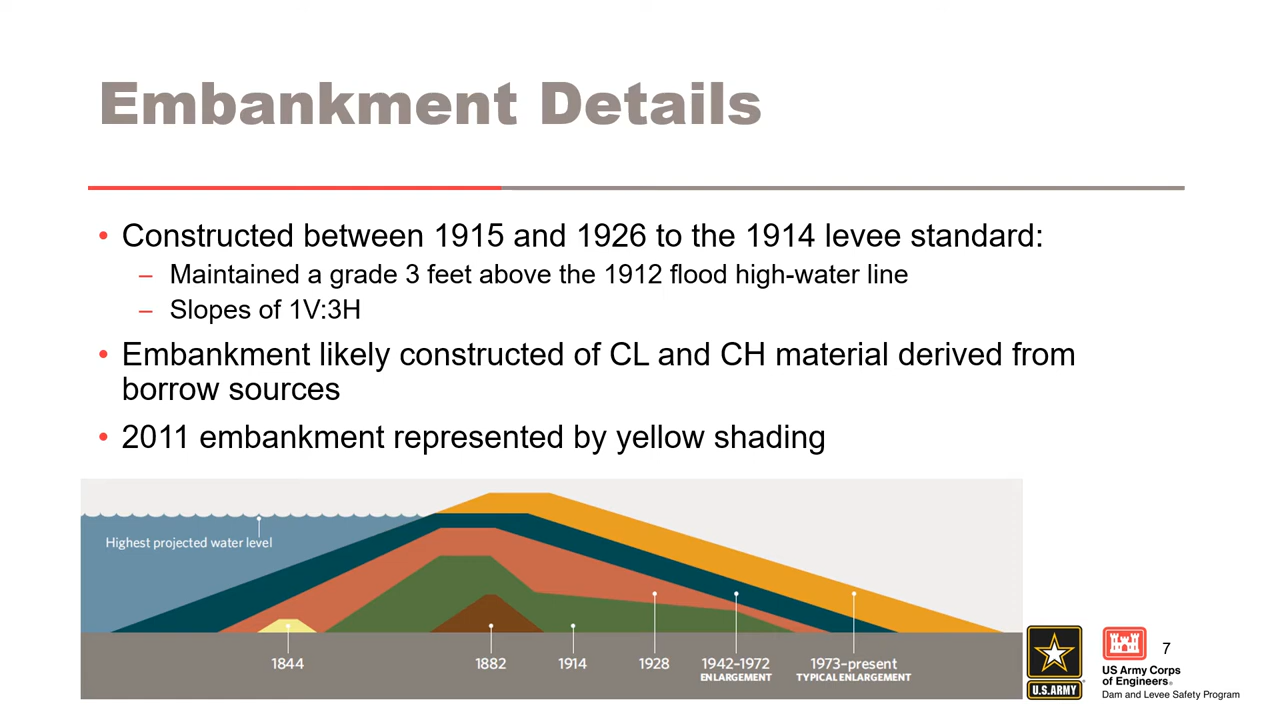 Embankment Details
• Constructed between 1915 and 1926 to the 1914 levee standard:
– Maintained a grade 3 feet above the 1912 flood high-water line
– Slopes of 1V:3H
• Embankment likely constructed of CL and CH material derived from
borrow sources
• 2011 embankment represented by yellow shading
Highest projected water level
1844
1882
1914
1928
1942–1972
ENLARGEMENT
1973–present
TYPICAL ENLARGEMENT
U.S.ARMY
7
US Army Corps
of Engineers®
Dam and Levee Safety Program